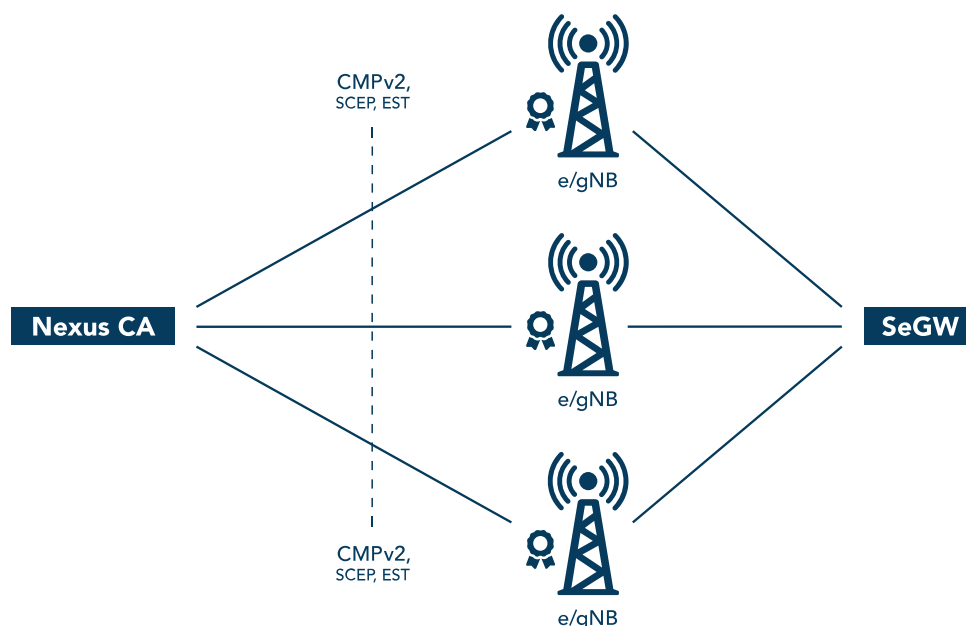 CMPv2,
SCEP, EST
e/gNB
Nexus CA
e/gNB
SeGW
CMPv2,
SCEP, EST
e/gNB